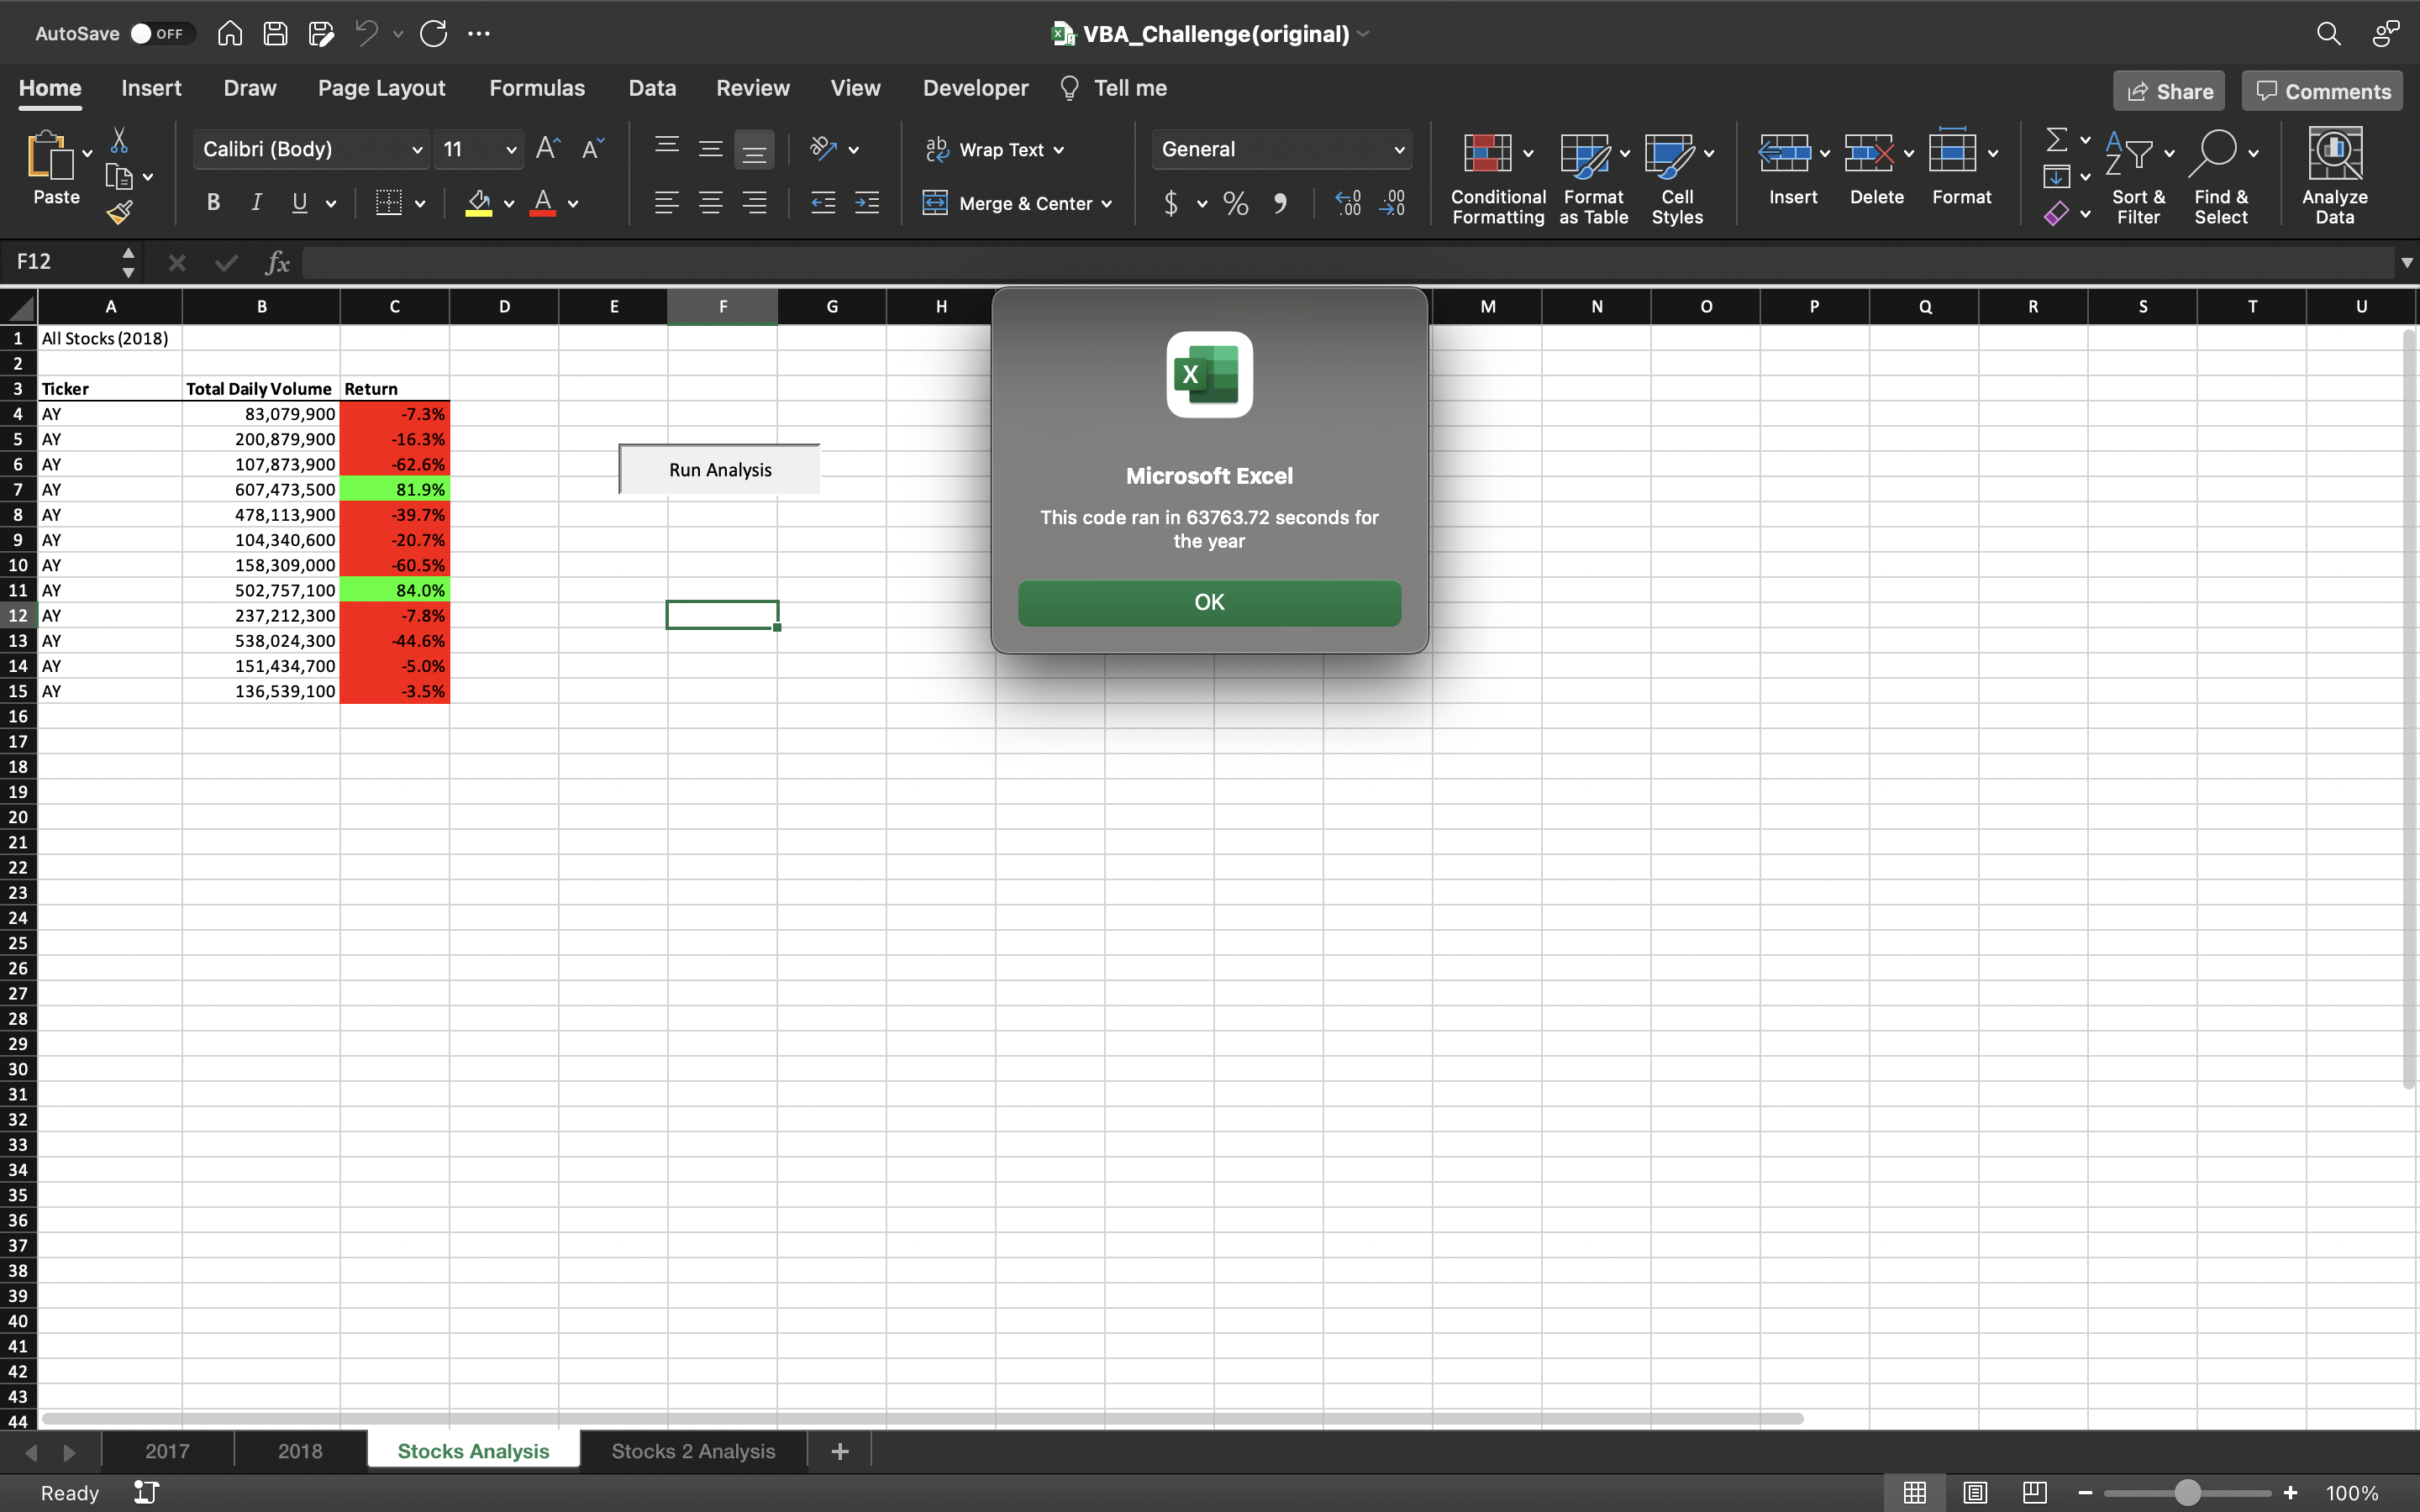 AutoSave OFF VBA_Challenge(original)
Home Insert Draw Page Layout Formulas Data Review View Developer Tell me Share Comments
Calibri (Body) 11 Wrap Text General
Paste Merge & Center Conditional Formatting Format as Table Cell Styles Insert Delete Format Sort & Filter Find & Select Analyze Data
F12 fx
A B C D E F G H M N O P Q R S T U
1 All Stocks (2018)
2
3 Ticker Total Daily Volume Return
4 AY 83,079,900 -7.3%
5 AY 200,879,900 -16.3%
6 AY 107,873,900 -62.6%
7 AY 607,473,500 81.9%
8 AY 478,113,900 -39.7%
9 AY 104,340,600 -20.7%
10 AY 158,309,000 -60.5%
11 AY 502,757,100 84.0%
12 AY 237,212,300 -7.8%
13 AY 538,024,300 -44.6%
14 AY 151,434,700 -5.0%
15 AY 136,539,100 -3.5%
16
17
18
19
20
21
22
23
24
25
26
27
28
29
30
31
32
33
34
35
36
37
38
39
40
41
42
43
44
Run Analysis
Microsoft Excel
This code ran in 63763.72 seconds for
the year
OK
2017 2018 Stocks Analysis Stocks 2 Analysis +
Ready 100%